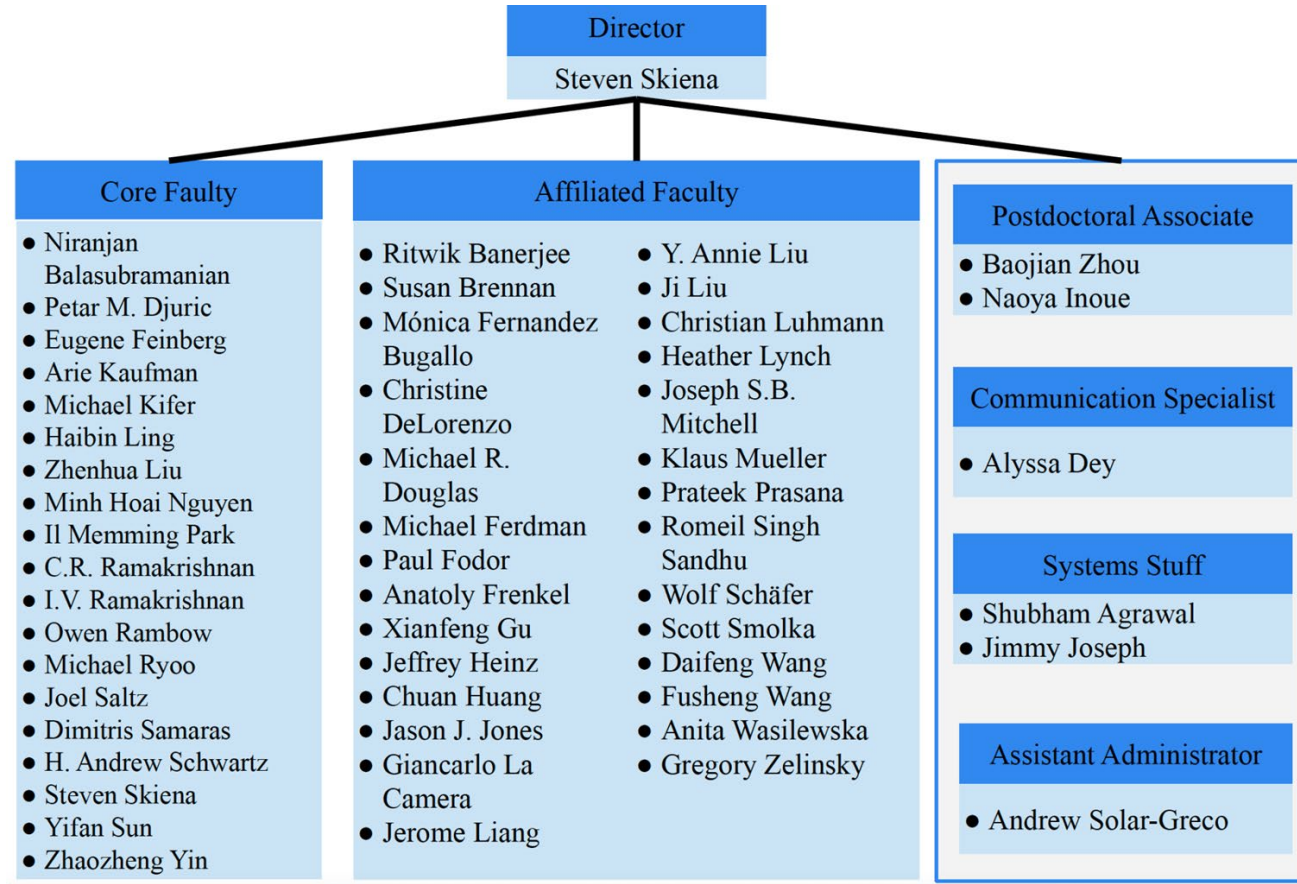 Director
Steven Skiena
Core Faulty
● Niranjan
Balasubramanian
● Petar M. Djuric
● Eugene Feinberg
● Arie Kaufman
● Michael Kifer
● Haibin Ling
● Zhenhua Liu
● Minh Hoai Nguyen
● Il Memming Park
● C.R. Ramakrishnan
● I.V. Ramakrishnan
● Owen Rambow
● Michael Ryoo
● Joel Saltz
● Dimitris Samaras
● H. Andrew Schwartz
● Steven Skiena
● Yifan Sun
● Zhaozheng Yin
Affiliated Faculty
● Ritwik Banerjee
● Susan Brennan
● Mónica Fernandez
Bugallo
● Christine
DeLorenzo
● Michael R.
Douglas
● Michael Ferdman
● Paul Fodor
● Anatoly Frenkel
● Xianfeng Gu
● Jeffrey Heinz
● Chuan Huang
● Jason J. Jones
● Giancarlo La
Camera
● Jerome Liang
● Y. Annie Liu
● Ji Liu
● Christian Luhmann
● Heather Lynch
● Joseph S.B.
Mitchell
● Klaus Mueller
● Prateek Prasana
● Romeil Singh
Sandhu
● Wolf Schäfer
● Scott Smolka
● Daifeng Wang
● Fusheng Wang
● Anita Wasilewska
● Gregory Zelinsky
Postdoctoral Associate
● Baojian Zhou
● Naoya Inoue
Communication Specialist
● Alyssa Dey
Systems Stuff
● Shubham Agrawal
● Jimmy Joseph
Assistant Administrator
● Andrew Solar-Greco